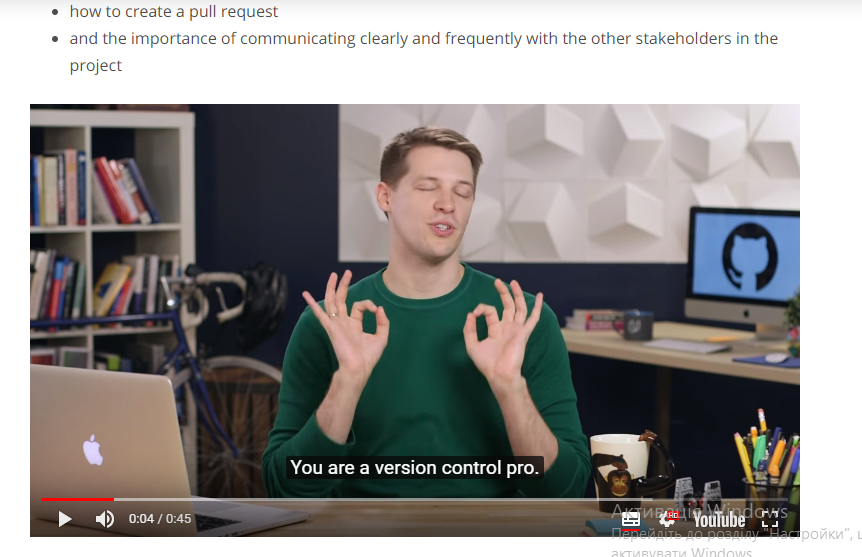 how to create a pull request
and the importance of communicating clearly and frequently with the other stakeholders in the
project
You are a version control pro.
0:04 / 0:45
HD
YouTube
Активація Windows
Перейдіть до розділу "Настройки", щ
активувати Windows